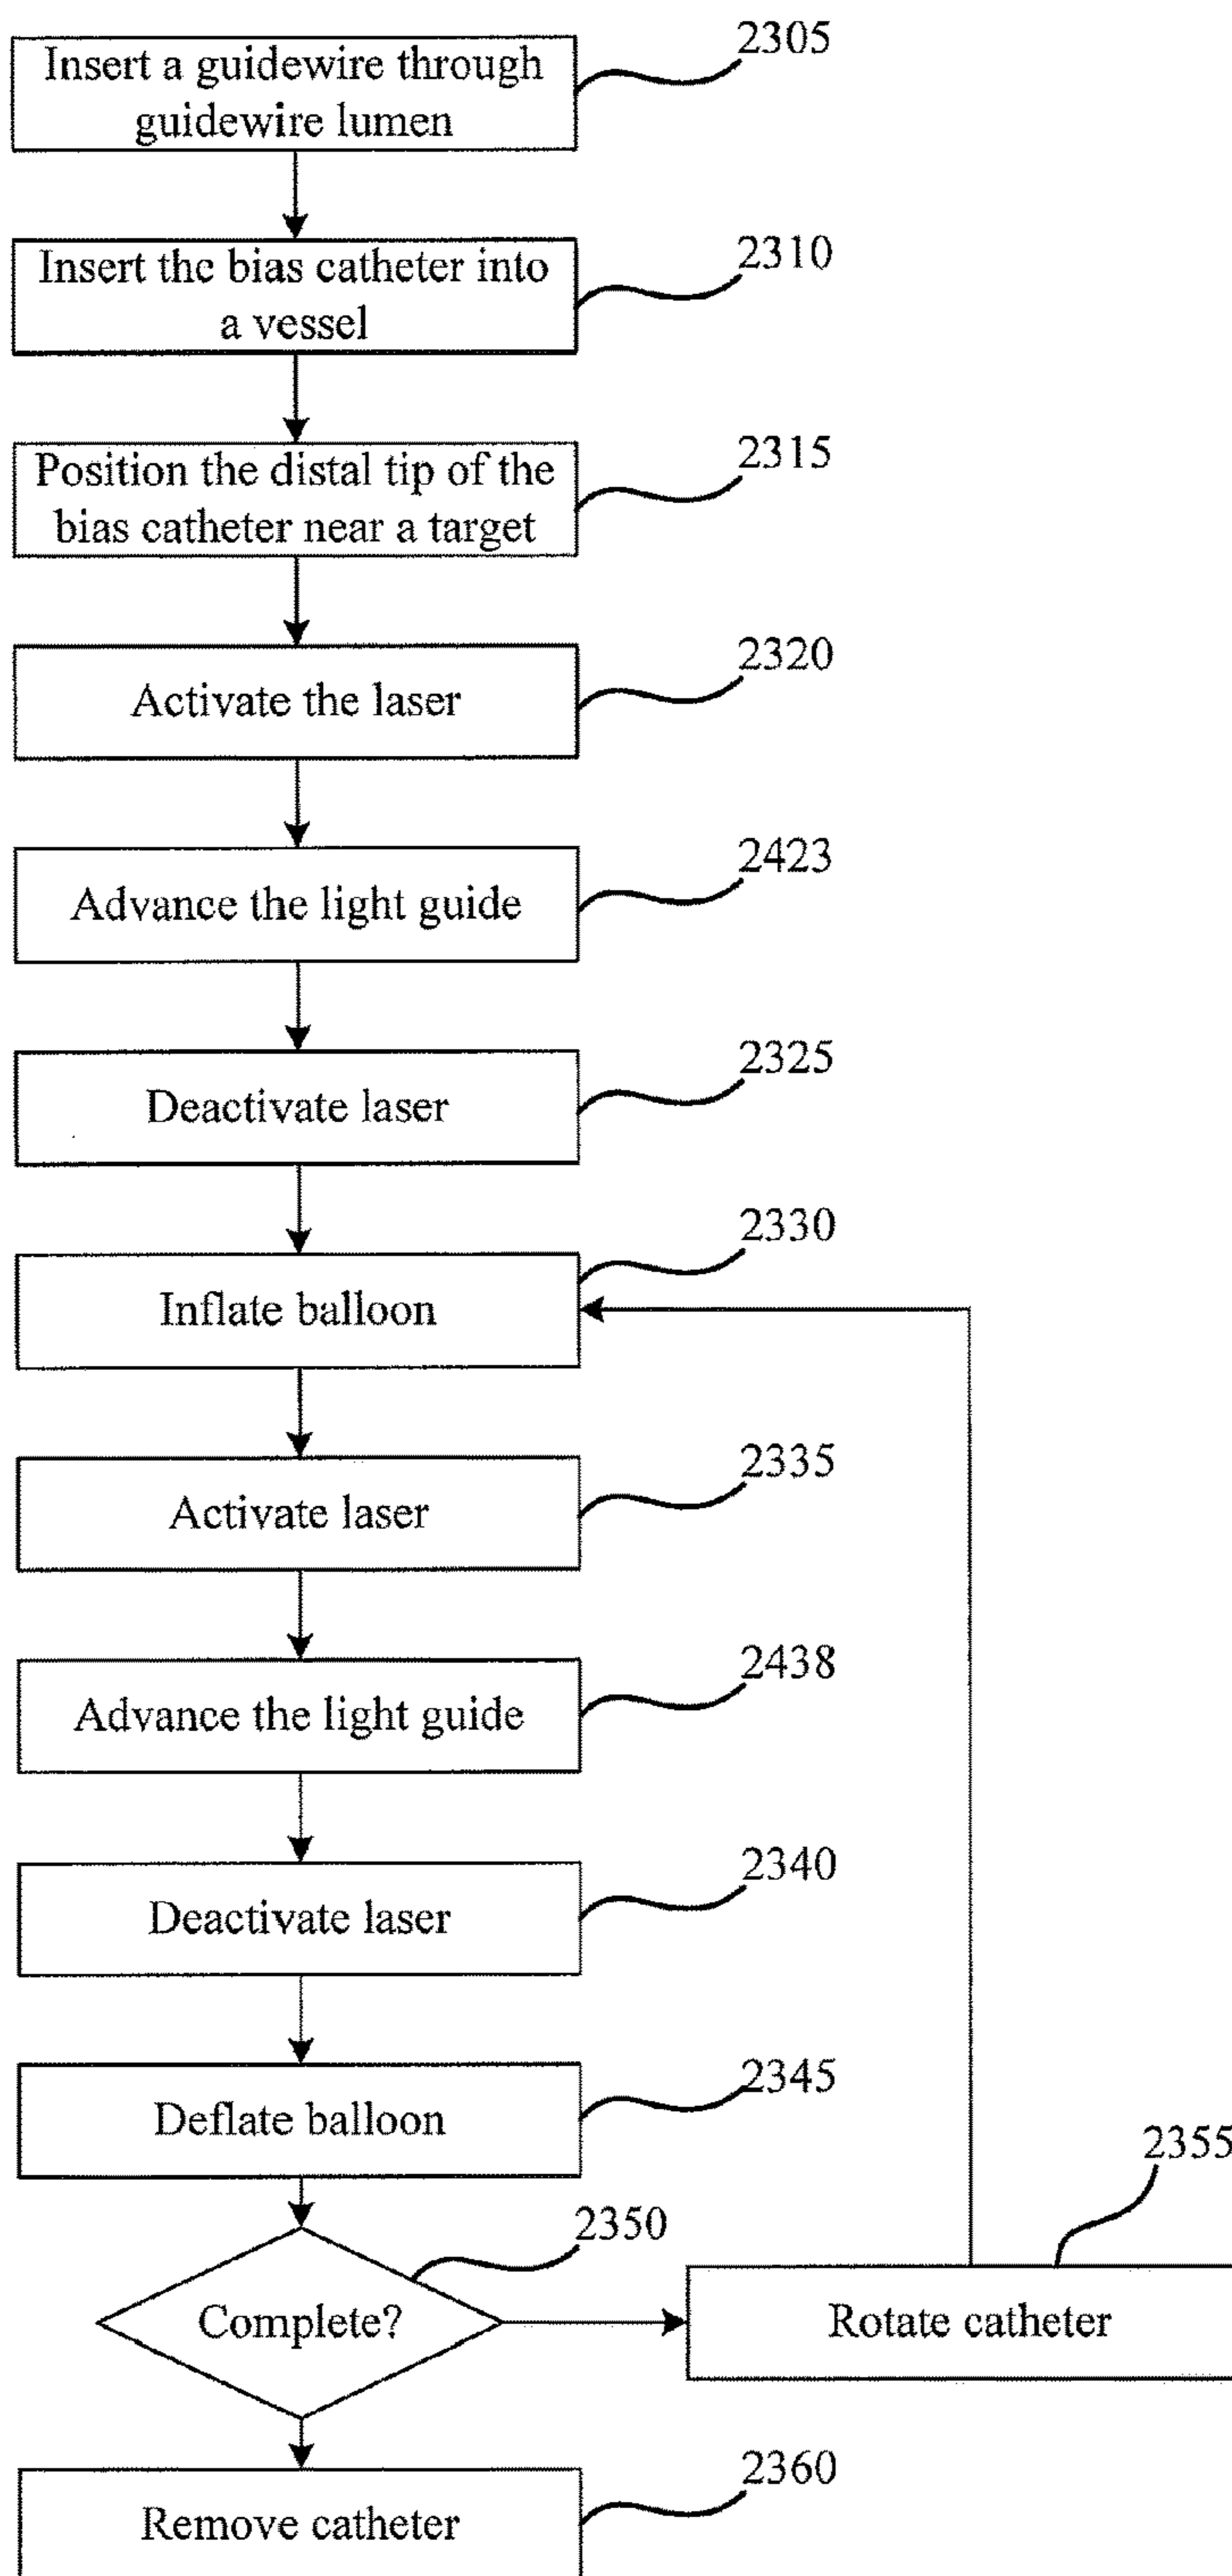 2305
Insert a guidewire through
guidewire lumen
2310
Insert the bias catheter into
a vessel
2315
Position the distal tip of the
bias catheter near a target
2320
Activate the laser
2423
Advance the light guide
2325
Deactivate laser
2330
Inflate balloon
2335
Activate laser
2438
Advance the light guide
2340
Deactivate laser
2345
Deflate balloon
2350
2355
Complete?
Rotate catheter
2360
Remove catheter